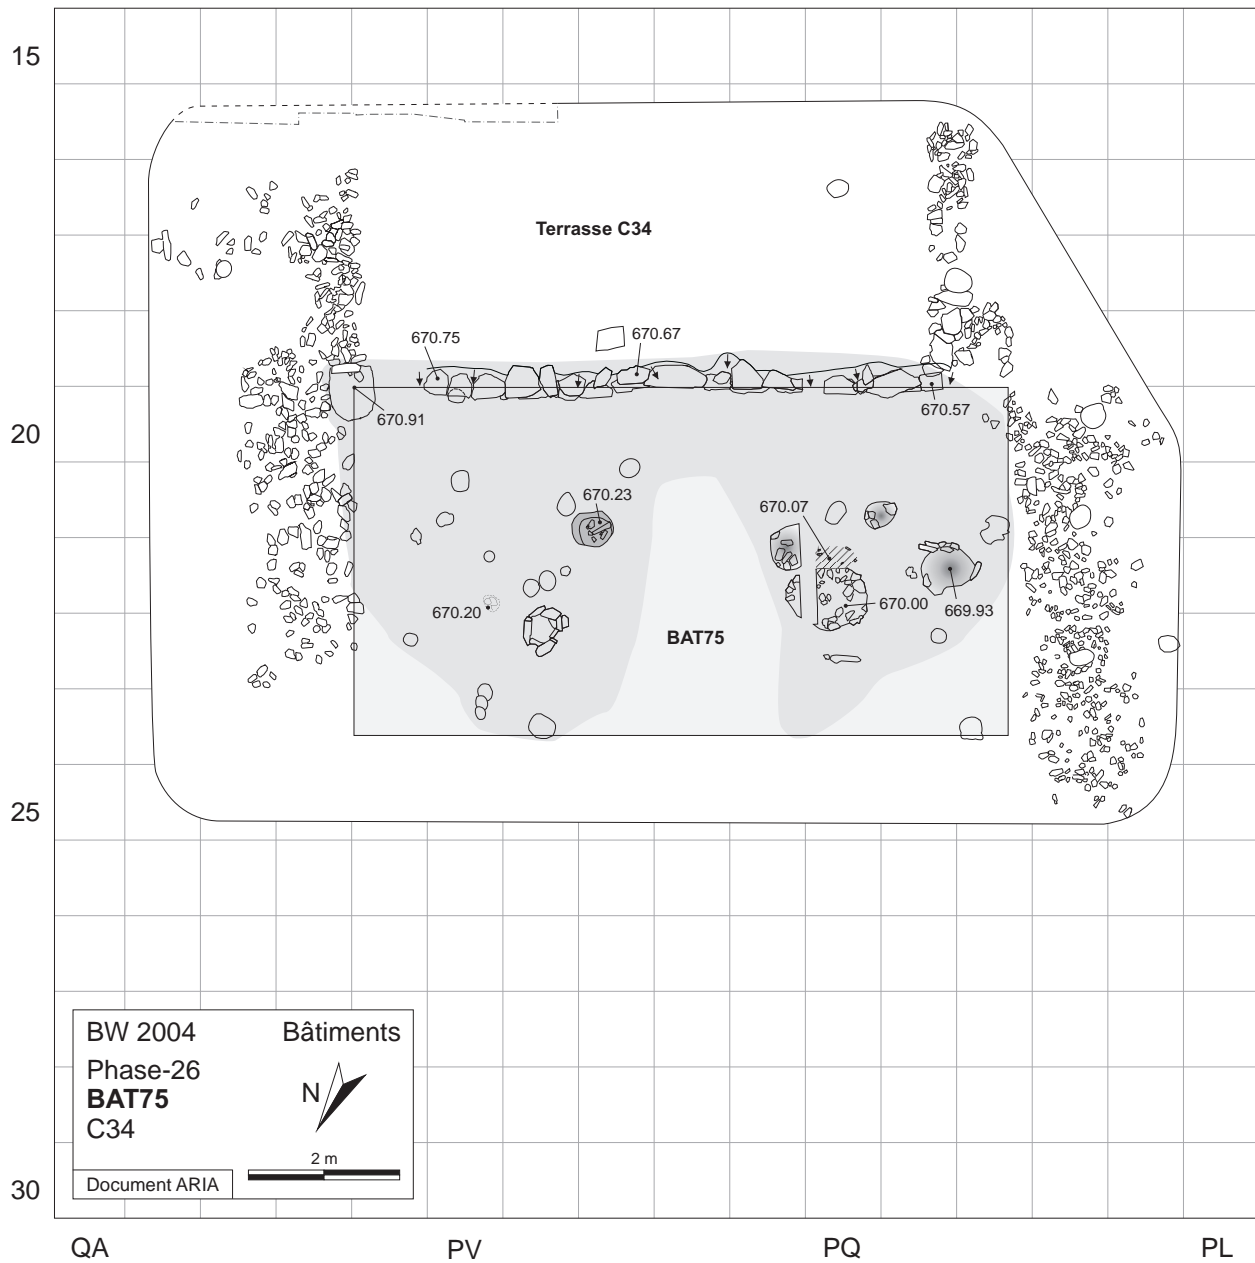 15
Terrasse C34
670.75
670.67
670.91
670.57
20
670.23
670.07
670.20
670.00
669.93
BAT75
25
BW 2004 Bâtiments
Phase-26
BAT75
N
C34
2 m
Document ARIA
30
QA PV PQ PL